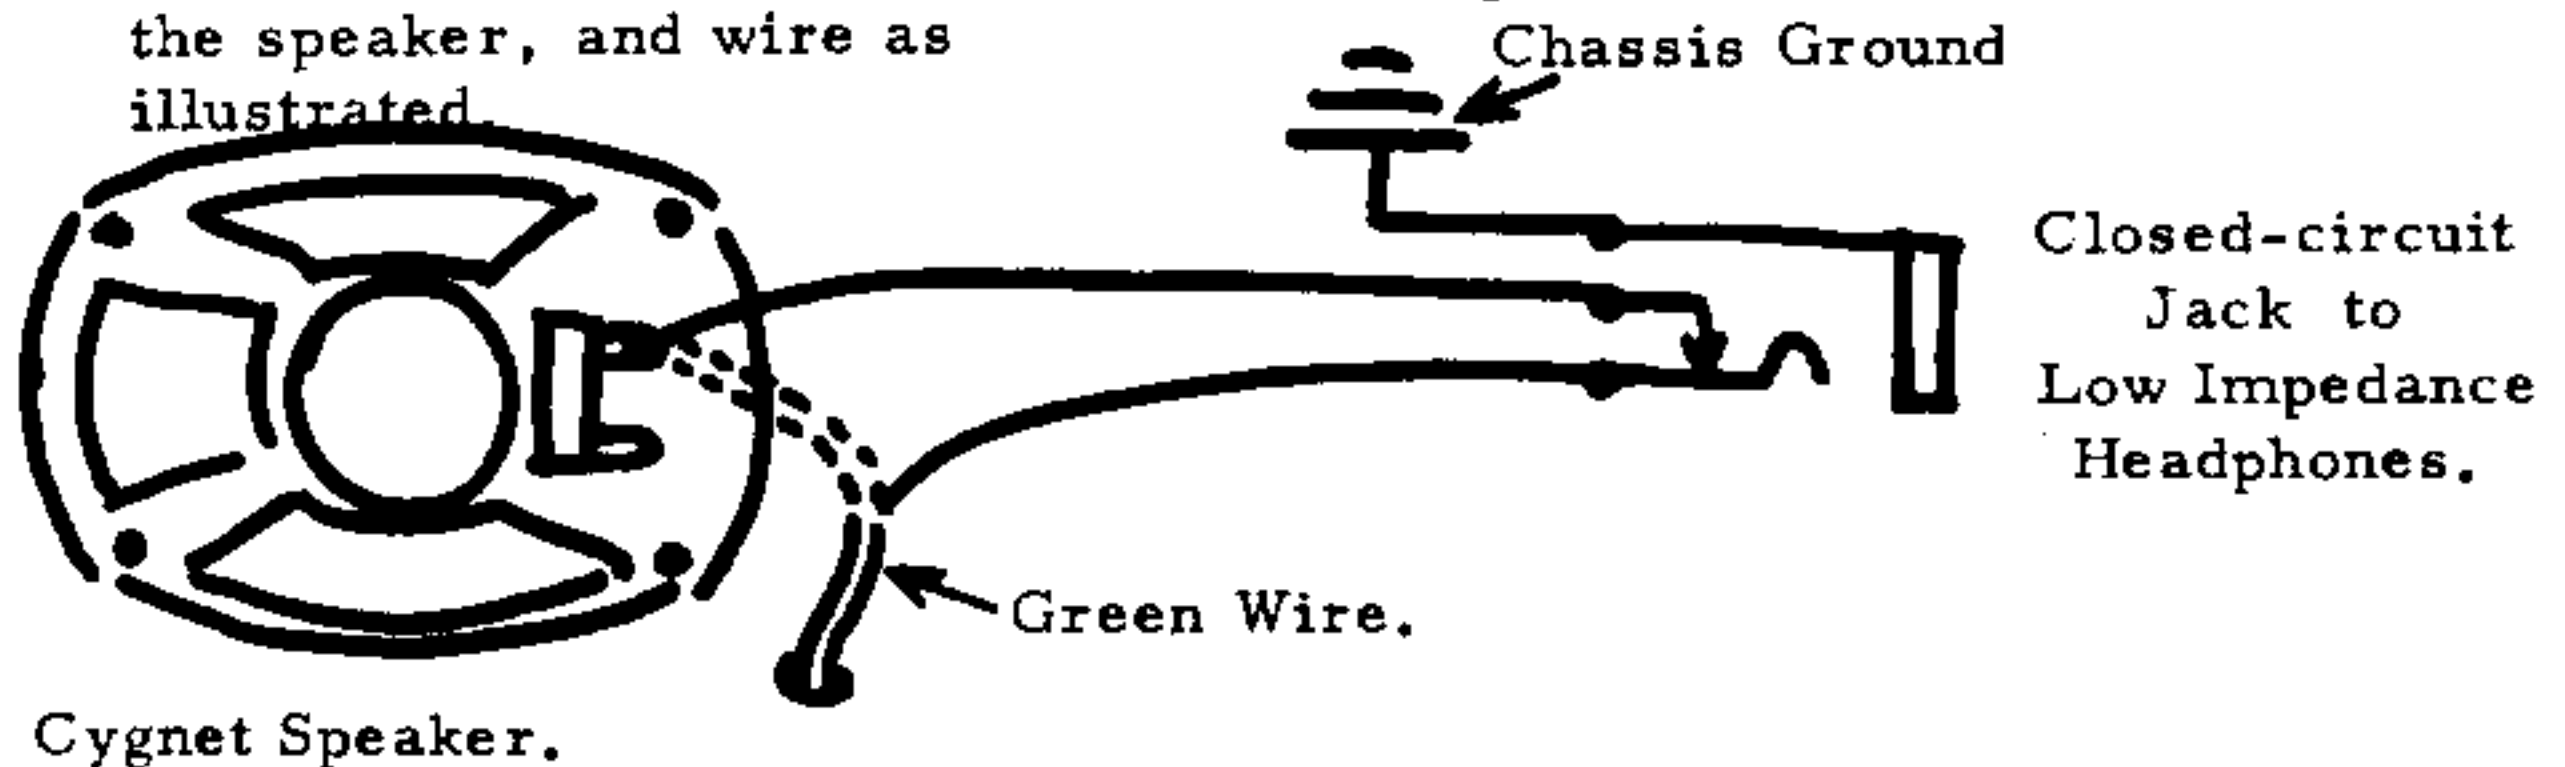 the speaker, and wire as
illustrated.
Chassis Ground
Closed-circuit
Jack to
Low Impedance
Headphones.
Green Wire.
Cygnet Speaker.